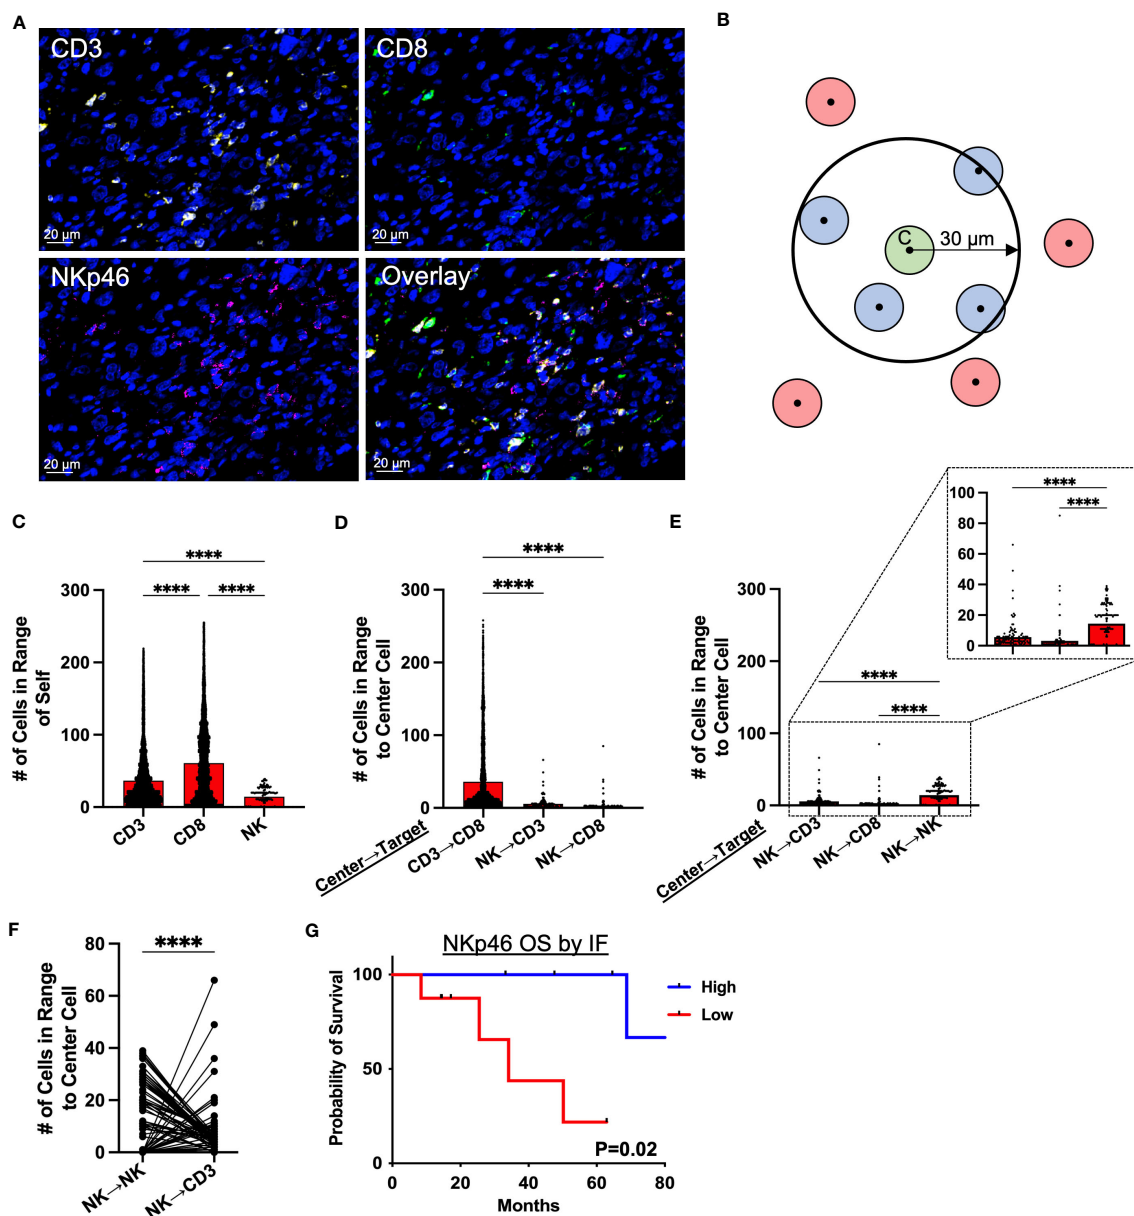 A
CD3
20 µm
CD8
20 µm
NKp46
20 µm
Overlay
20 µm
B
C
30 µm
C
# of Cells in Range
of Self
300
200
100
0
****
****
****
CD3
CD8
NK
D
# of Cells in Range
to Center Cell
300
200
100
0
****
****
Center→Target
CD3→CD8
NK→CD3
NK→CD8
E
# of Cells in Range
to Center Cell
300
200
100
0
****
****
Center→Target
NK→CD3
NK→CD8
NK→NK
100
80
60
40
20
0
****
****
F
# of Cells in Range
to Center Cell
80
60
40
20
0
****
NK→NK
NK→CD3
G
NKp46 OS by IF
Probability of Survival
100
50
0
0
20
40
60
80
Months
High
Low
P=0.02